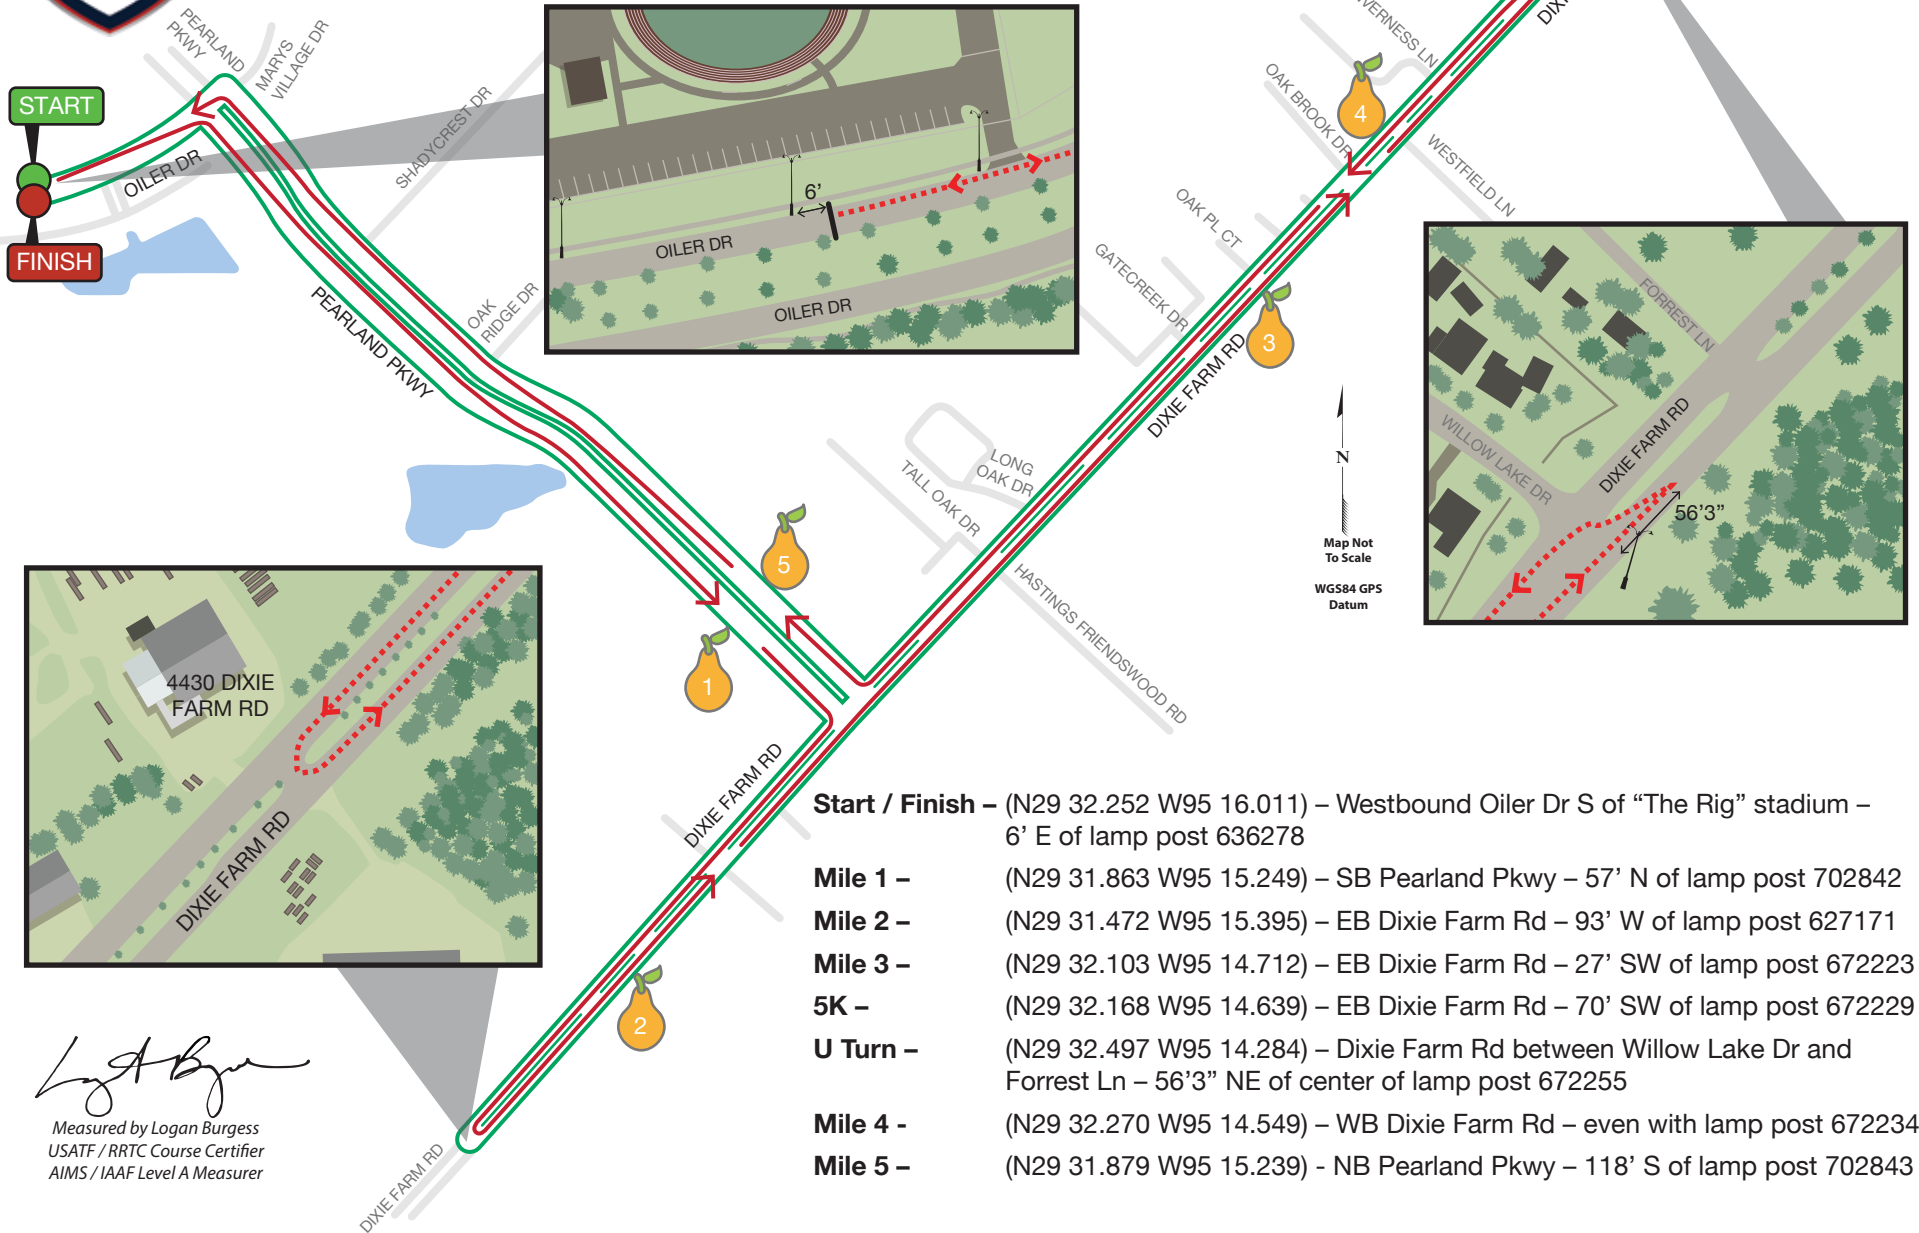 PEARLAND
PKWY
MARYS
VILLAGE DR
START
OILER DR
FINISH
SHADYCREST DR
OAK
RIDGE DR
PEARLAND PKWY
6’
OILER DR
OILER DR
DIXIE FARM RD
OAK BROOK DR
4
WESTFIELD LN
OAK PL CT
GATECREEK DR
3
DIXIE FARM RD
LONG
OAK DR
TALL OAK DR
HASTINGS FRIENDSWOOD RD
N
Map Not
To Scale
WGS84 GPS
Datum
FORREST LN
DIXIE FARM RD
WILLOW LAKE DR
56’3”
5
1
4430 DIXIE
FARM RD
DIXIE FARM RD
2
DIXIE FARM RD
Start / Finish – (N29 32.252 W95 16.011) – Westbound Oiler Dr S of “The Rig” stadium –
6’ E of lamp post 636278
Mile 1 – (N29 31.863 W95 15.249) – SB Pearland Pkwy – 57’ N of lamp post 702842
Mile 2 – (N29 31.472 W95 15.395) – EB Dixie Farm Rd – 93’ W of lamp post 627171
Mile 3 – (N29 32.103 W95 14.712) – EB Dixie Farm Rd – 27’ SW of lamp post 672223
5K – (N29 32.168 W95 14.639) – EB Dixie Farm Rd – 70’ SW of lamp post 672229
U Turn – (N29 32.497 W95 14.284) – Dixie Farm Rd between Willow Lake Dr and
Forrest Ln – 56’3” NE of center of lamp post 672255
Mile 4 - (N29 32.270 W95 14.549) – WB Dixie Farm Rd – even with lamp post 672234
Mile 5 – (N29 31.879 W95 15.239) - NB Pearland Pkwy – 118’ S of lamp post 702843
Measured by Logan Burgess
USATF / RRTC Course Certifier
AIMS / IAAF Level A Measurer